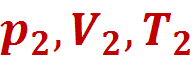 p₂, V₂, T₂